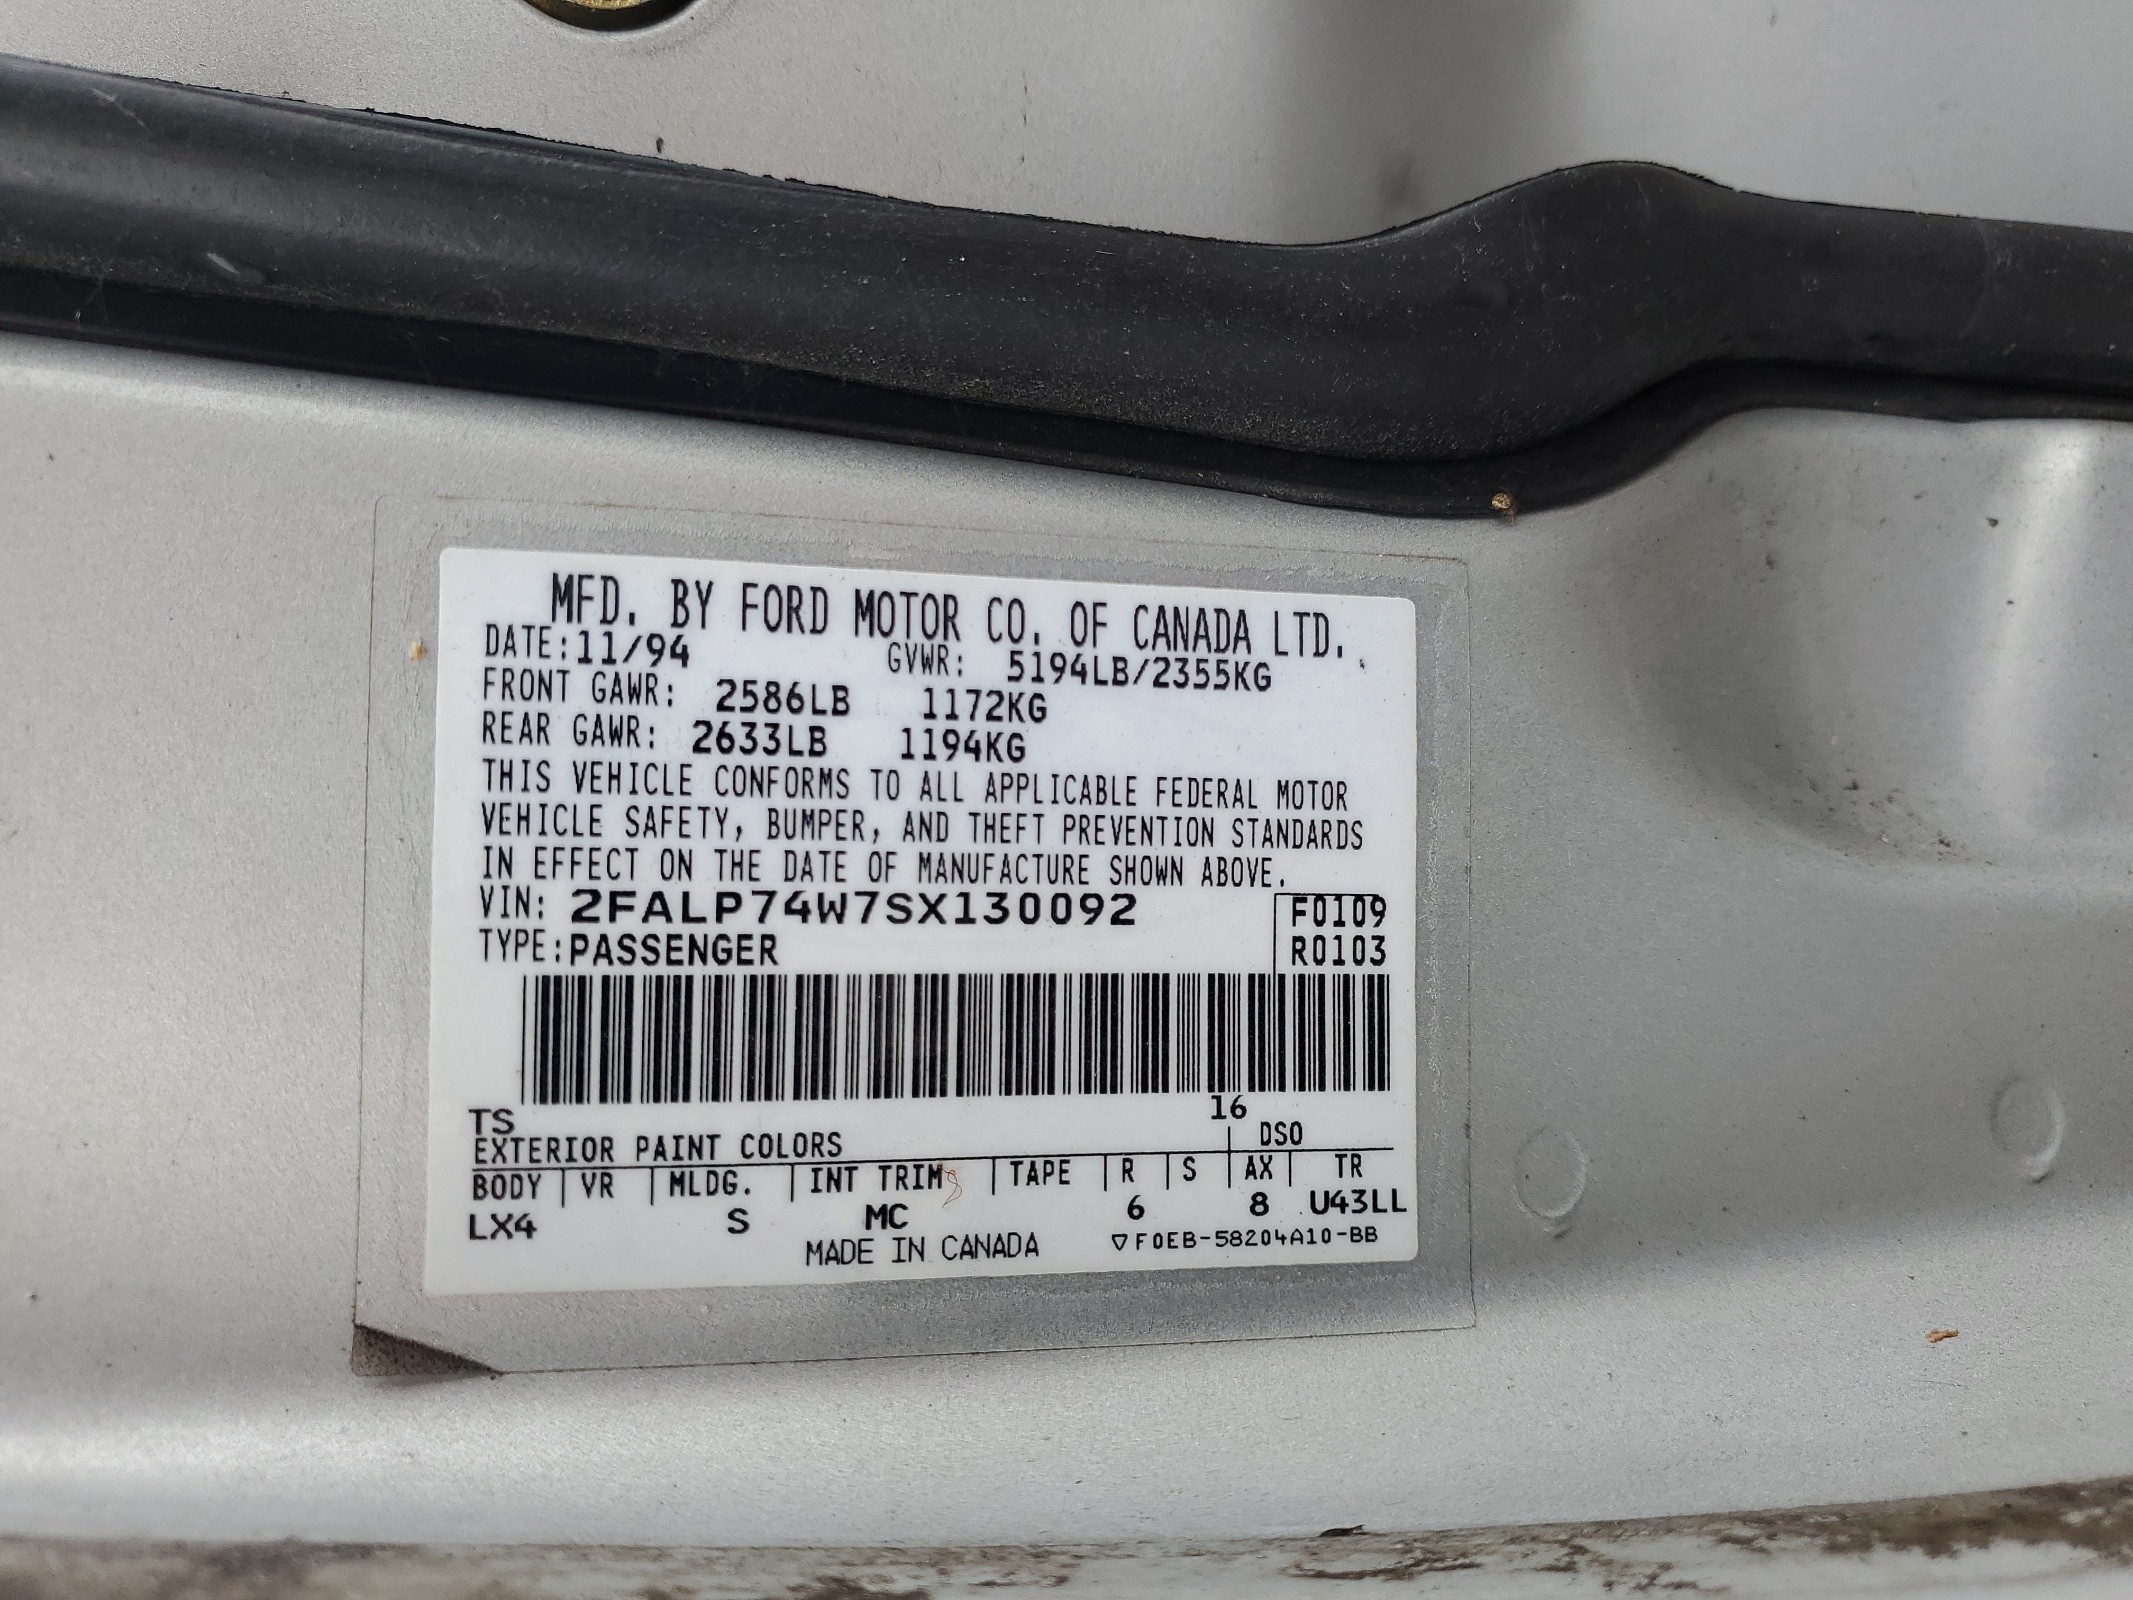 MFD. BY FORD MOTOR CO. OF CANADA LTD.
DATE:11/94 GVWR: 5194LB/2355KG
FRONT GAWR: 2586LB 1172KG
REAR GAWR: 2633LB 1194KG
THIS VEHICLE CONFORMS TO ALL APPLICABLE FEDERAL MOTOR
VEHICLE SAFETY, BUMPER, AND THEFT PREVENTION STANDARDS
IN EFFECT ON THE DATE OF MANUFACTURE SHOWN ABOVE.
VIN: 2FALP74W7SX130092 F0109
TYPE:PASSENGER R0103
TS 16
EXTERIOR PAINT COLORS DSO
BODY VR MLDG. INT TRIM TAPE R S AX TR
LX4 S MC 6 8 U43LL
MADE IN CANADA ▽F0EB-58204A10-BB